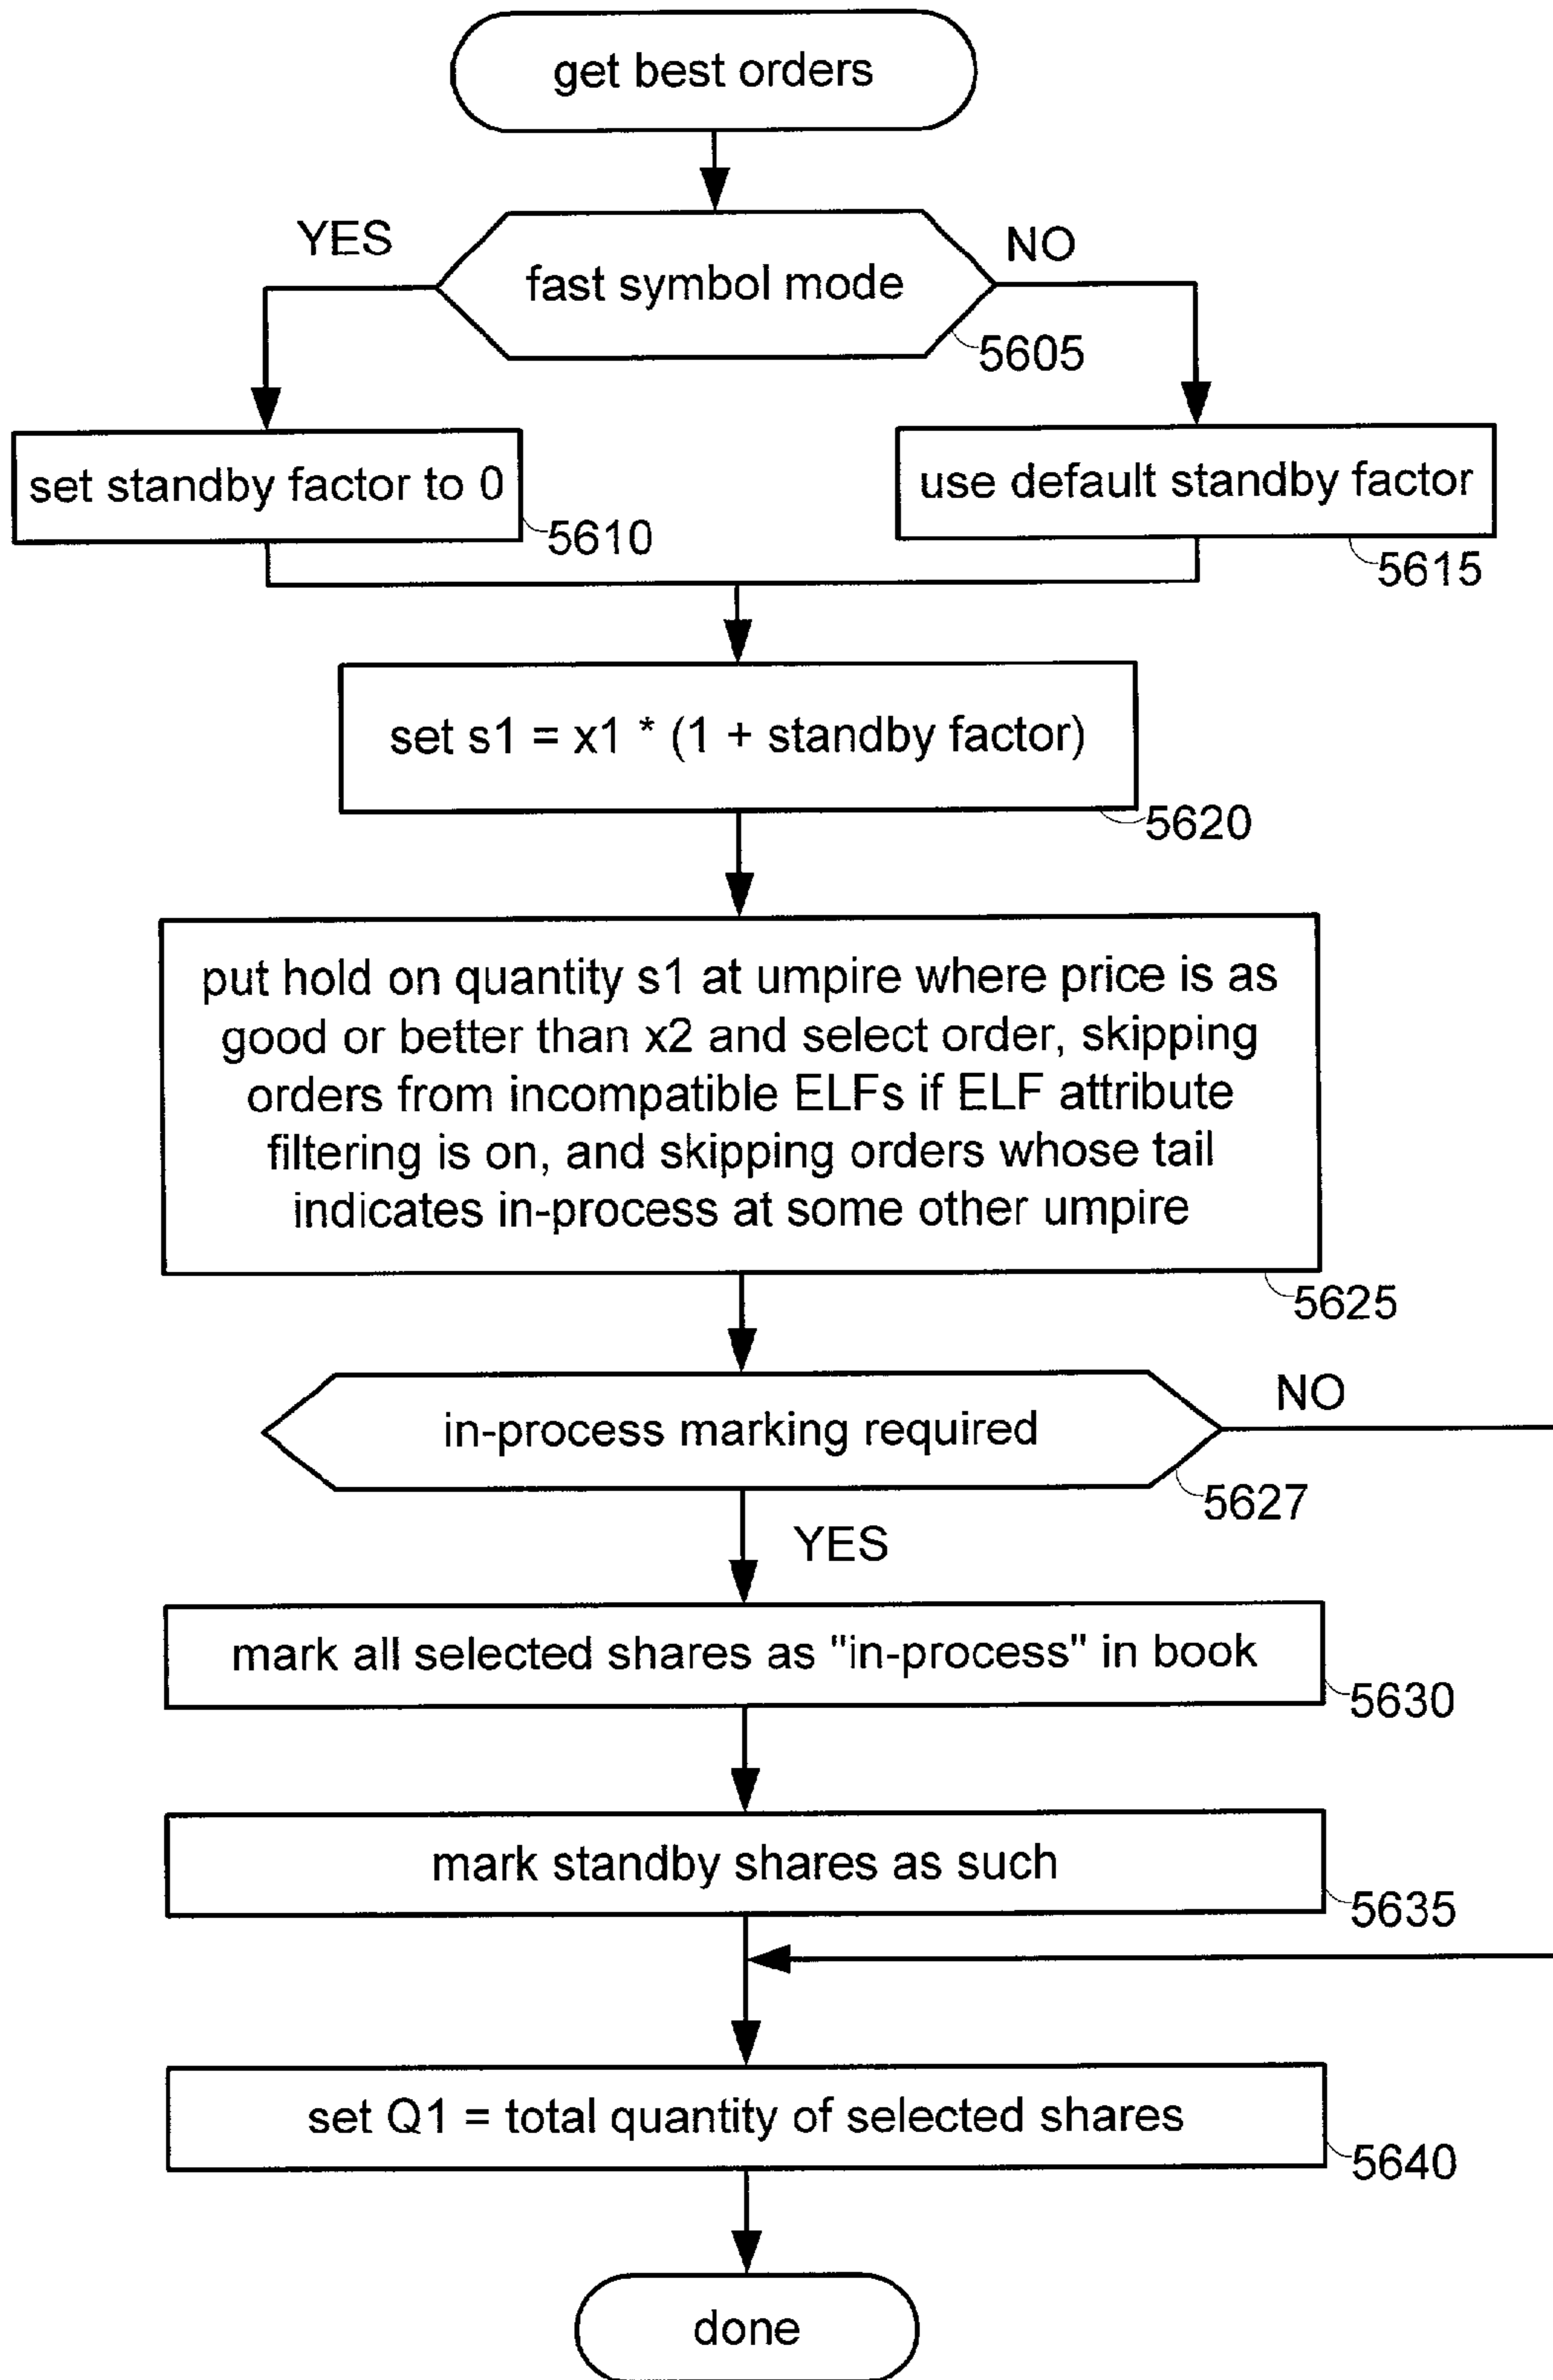 get best orders
YES
NO
fast symbol mode
5605
set standby factor to 0
5610
use default standby factor
5615
set s1 = x1 * (1 + standby factor)
5620
put hold on quantity s1 at umpire where price is as
good or better than x2 and select order, skipping
orders from incompatible ELFs if ELF attribute
filtering is on, and skipping orders whose tail
indicates in-process at some other umpire
5625
in-process marking required
NO
5627
YES
mark all selected shares as "in-process" in book
5630
mark standby shares as such
5635
set Q1 = total quantity of selected shares
5640
done